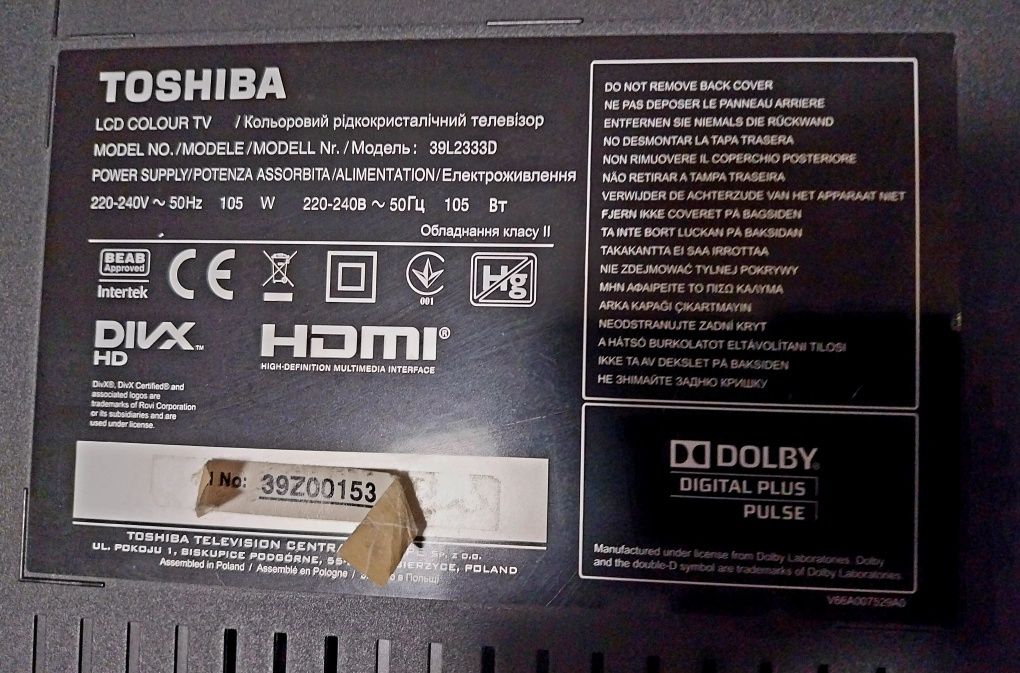 TOSHIBA
LCD COLOUR TV / Кольоровий рідкокристалічний телевізор
MODEL NO./MODELE/MODELL Nr./Модель: 39L2333D
POWER SUPPLY/POTENZA ASSORBITA/ALIMENTATION/Електроживлення
220-240V ~ 50Hz 105 W 220-240В ~ 50Гц 105 Вт
Обладнання класу II
BEAB
Approved
Intertek
CE
001
Hg
DIVX™
HD
HDMI®
HIGH-DEFINITION MULTIMEDIA INTERFACE
DivX®, DivX Certified® and
associated logos are
trademarks of Rovi Corporation
or its subsidiaries and are
used under license.
No: 39Z00153
TOSHIBA TELEVISION CENTR
UL. POKOJU 1, BISKUPICE PODGÓRNE, 55- POLAND
Assembled in Poland / Assemblé en Pologne / в Польщі
DO NOT REMOVE BACK COVER
NE PAS DEPOSER LE PANNEAU ARRIERE
ENTFERNEN SIE NIEMALS DIE RÜCKWAND
NO DESMONTAR LA TAPA TRASERA
NON RIMUOVERE IL COPERCHIO POSTERIORE
NÃO RETIRAR A TAMPA TRASEIRA
VERWIJDER DE ACHTERZIJDE VAN HET APPARAAT NIET
FJERN IKKE COVERET PÅ BAGSIDEN
TA INTE BORT LUCKAN PÅ BAKSIDAN
TAKAKANTTA EI SAA IRROTTAA
NIE ZDEJMOWAĆ TYLNEJ POKRYWY
ΜΗΝ ΑΦΑΙΡΕΙΤΕ ΤΟ ΠΙΣΩ ΚΑΛΥΜΑ
ARKA KAPAĞI ÇIKARTMAYIN
NEODSTRANUJTE ZADNÍ KRYT
A HÁTSÓ BURKOLATOT ELTÁVOLÍTANI TILOS!
IKKE TA AV DEKSLET PÅ BAKSIDEN
НЕ ЗНІМАЙТЕ ЗАДНЮ КРИШКУ
DOLBY®
DIGITAL PLUS
PULSE
Manufactured under license from Dolby Laboratories. Dolby
and the double-D symbol are trademarks of Dolby Laboratories.
V66A007529A0